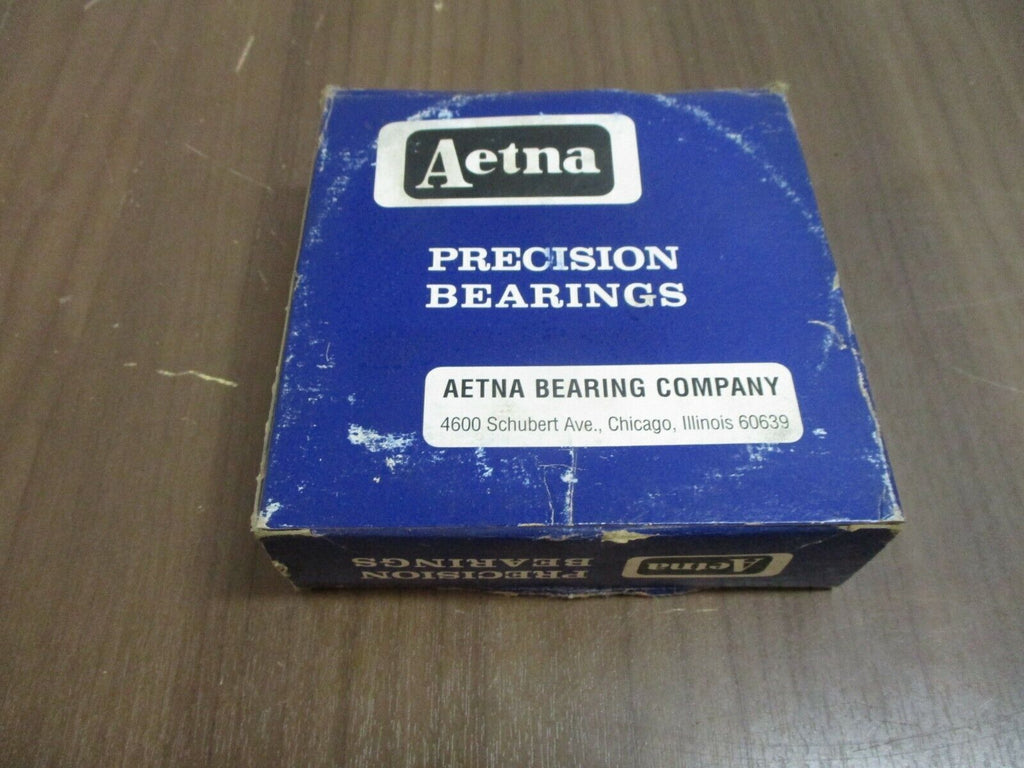 Aetna
PRECISION
BEARINGS
AETNA BEARING COMPANY
4600 Schubert Ave., Chicago, Illinois 60639
Aetna
PRECISION
BEARINGS